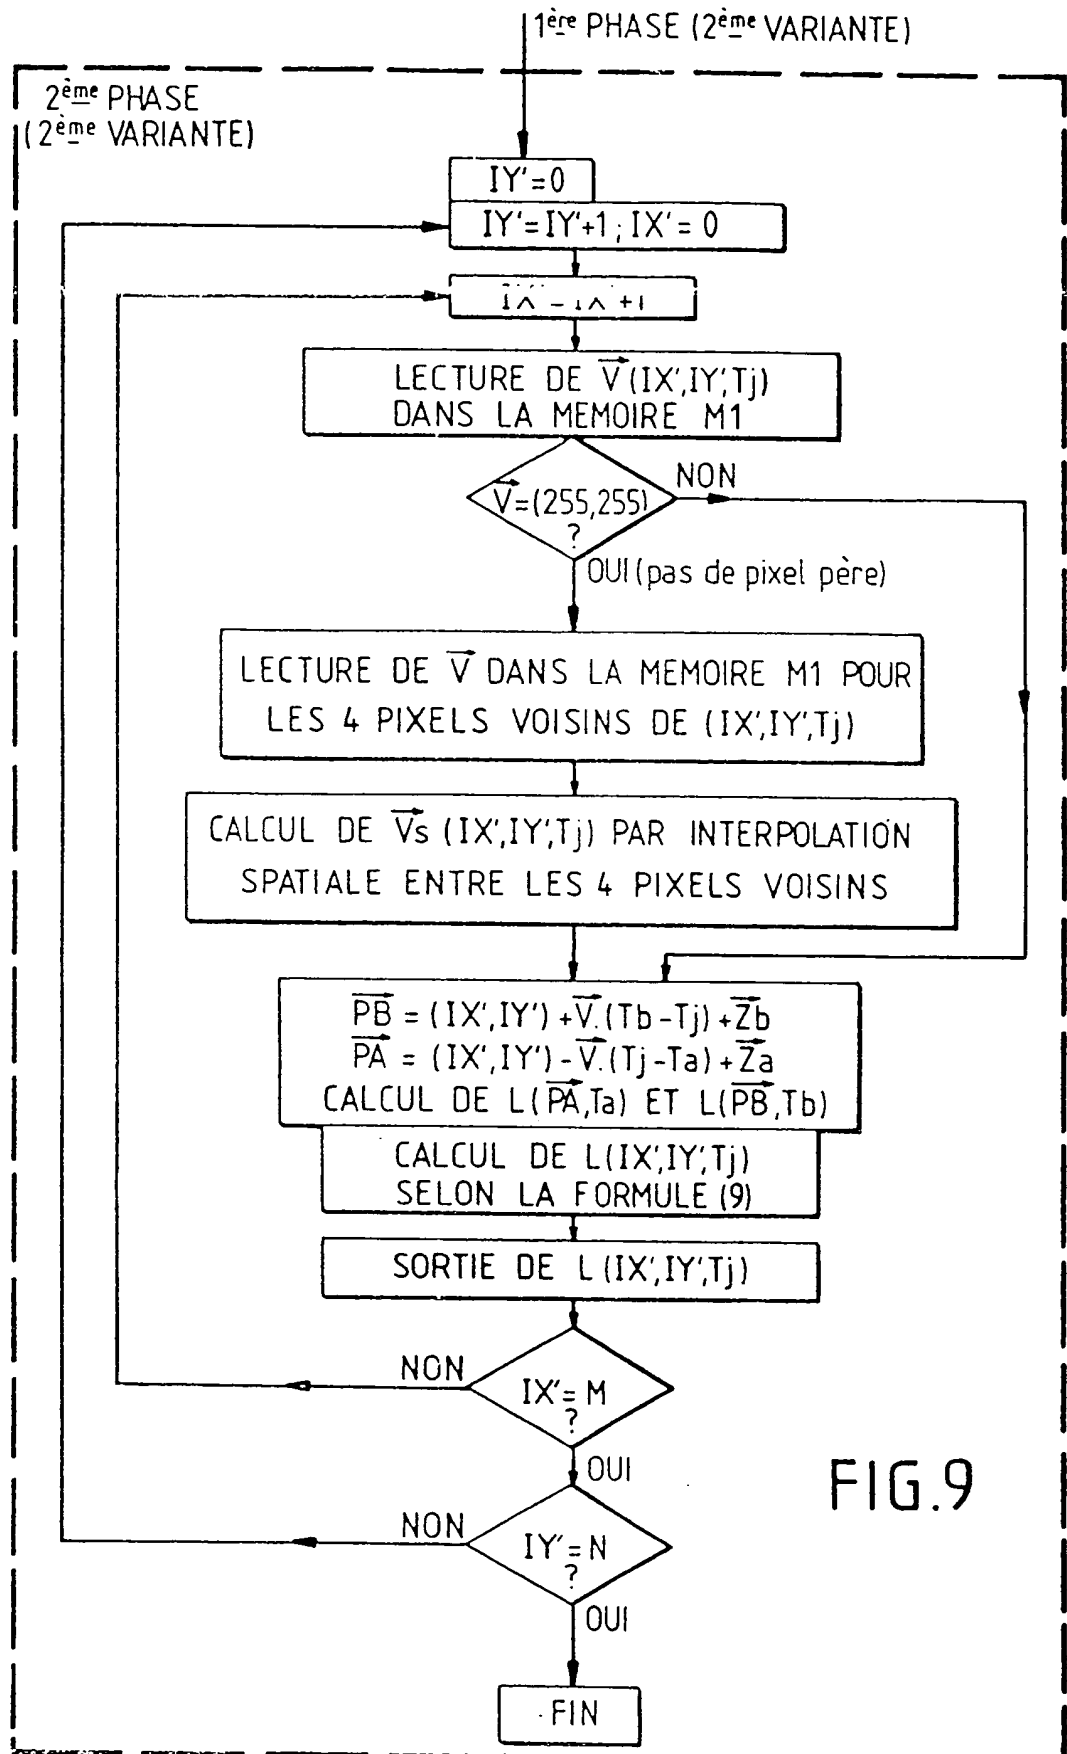 1ère PHASE (2ème VARIANTE)
2ème PHASE
(2ème VARIANTE)
IY'=0
IY'=IY'+1 ; IX'=0
IX'=IX'+1
LECTURE DE V (IX',IY',Tj)
DANS LA MEMOIRE M1
V=(255,255)
?
NON
OUI (pas de pixel père)
LECTURE DE V DANS LA MEMOIRE M1 POUR
LES 4 PIXELS VOISINS DE (IX',IY',Tj)
CALCUL DE Vs (IX',IY',Tj) PAR INTERPOLATION
SPATIALE ENTRE LES 4 PIXELS VOISINS
PB = (IX',IY') + V.(Tb-Tj) + Zb
PA = (IX',IY') - V.(Tj-Ta) + Za
CALCUL DE L(PA,Ta) ET L(PB,Tb)
CALCUL DE L(IX',IY',Tj)
SELON LA FORMULE (9)
SORTIE DE L (IX',IY',Tj)
NON
IX'= M
?
OUI
FIG.9
NON
IY'= N
?
OUI
FIN